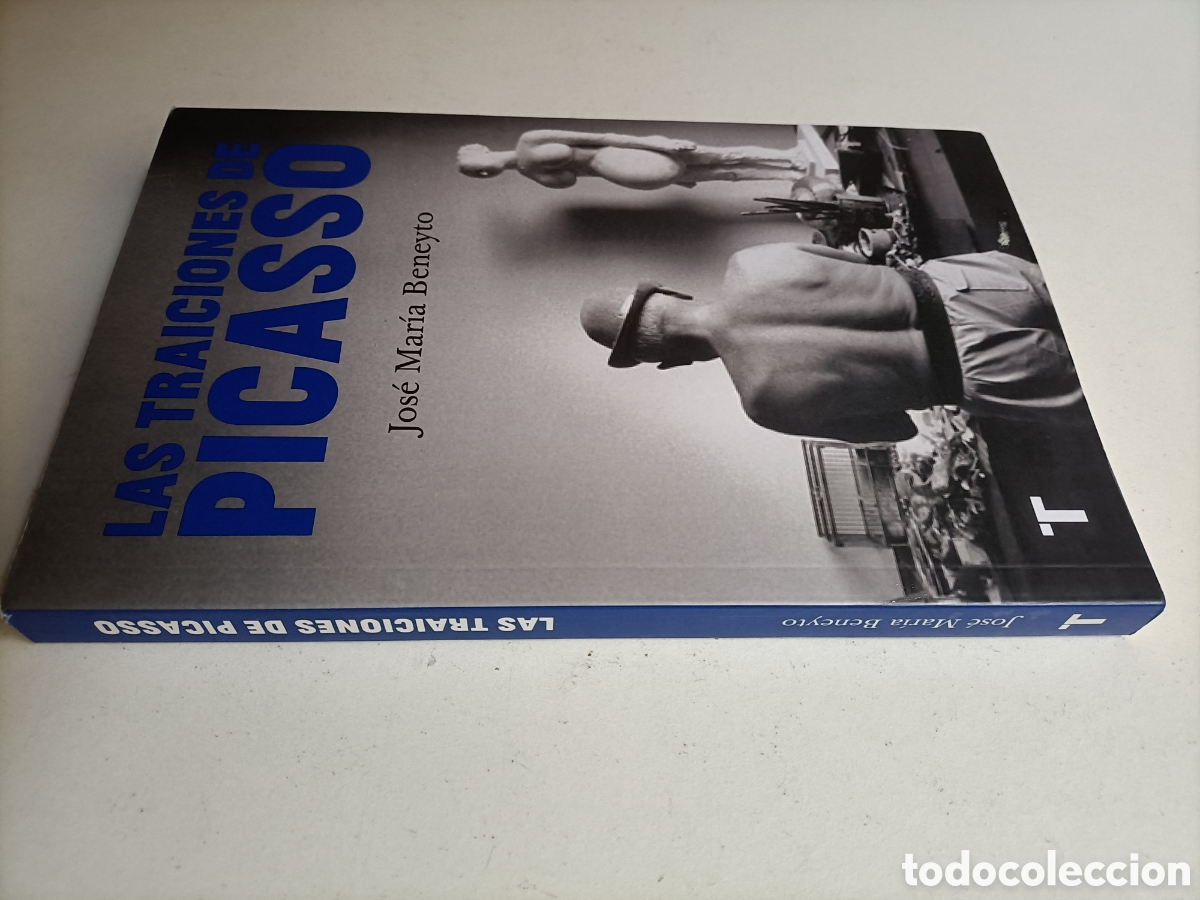 LAS TRAICIONES DE
PICASSO
José María Beneyto
T
LAS TRAICIONES DE PICASSO
José María Beneyto
T
todocoleccion